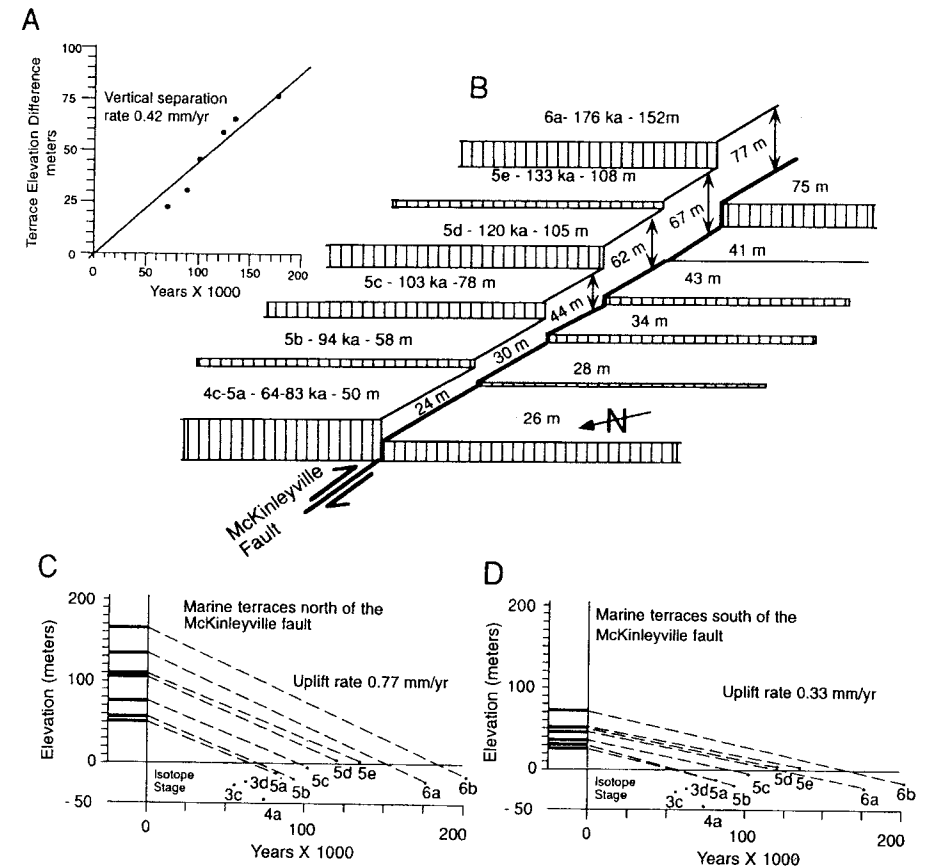 A
100
75
50
25
0
Terrace Elevation Difference
meters
Vertical separation
rate 0.42 mm/yr
0 50 100 150 200
Years X 1000
B
6a- 176 ka - 152m
5e - 133 ka - 108 m
5d - 120 ka - 105 m
5c - 103 ka -78 m
5b - 94 ka - 58 m
4c-5a - 64-83 ka - 50 m
77 m
67 m
62 m
44 m
30 m
24 m
75 m
41 m
43 m
34 m
28 m
26 m
N
McKinleyville
Fault
C
200
100
0
- 50
Elevation (meters)
Marine terraces north of the
McKinleyville fault
Uplift rate 0.77 mm/yr
Isotope
Stage
3c 3d 5a 4a 5b 5c 5d 5e 6a 6b
0 100 200
Years X 1000
D
200
100
0
- 50
Elevation (meters)
Marine terraces south of the
McKinleyville fault
Uplift rate 0.33 mm/yr
Isotope
Stage
3c 3d 5a 4a 5b 5c 5d 5e 6a 6b
0 100 200
Years X 1000